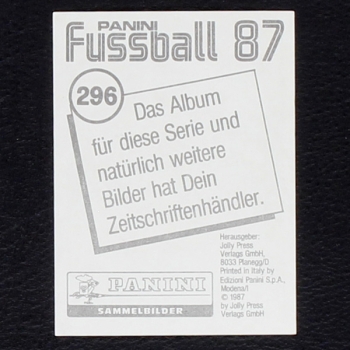 PANINI
Fussball 87
296
Das Album
für diese Serie und
natürlich weitere
Bilder hat Dein
Zeitschriftenhändler.
Herausgeber:
Jolly Press
Verlags GmbH,
8033 Planegg/D
Printed in Italy by
Edizioni Panini S.p.A.,
Modena/I
© 1987
by Jolly Press
Verlags GmbH
PANINI
SAMMELBILDER